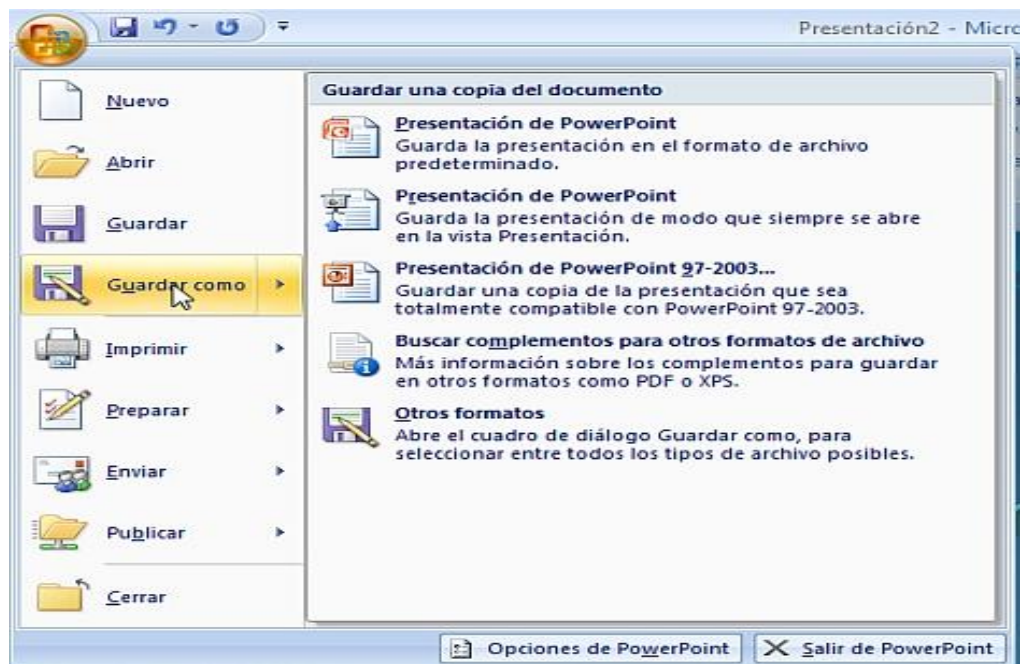 Presentación2 - Micro
Nuevo
Abrir
Guardar
Guardar como
Imprimir
Preparar
Enviar
Publicar
Cerrar
Guardar una copia del documento
Presentación de PowerPoint
Guarda la presentación en el formato de archivo
predeterminado.
Presentación de PowerPoint
Guarda la presentación de modo que siempre se abre
en la vista Presentación.
Presentación de PowerPoint 97-2003...
Guardar una copia de la presentación que sea
totalmente compatible con PowerPoint 97-2003.
Buscar complementos para otros formatos de archivo
Más información sobre los complementos para guardar
en otros formatos como PDF o XPS.
Otros formatos
Abre el cuadro de diálogo Guardar como, para
seleccionar entre todos los tipos de archivo posibles.
Opciones de PowerPoint
Salir de PowerPoint